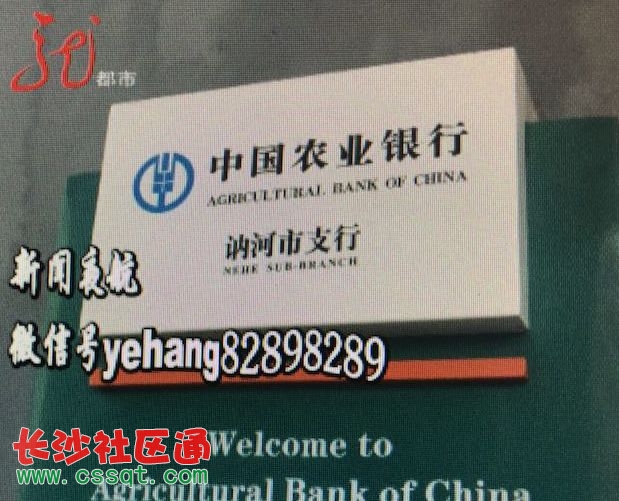 都市
中国农业银行
AGRICULTURAL BANK OF CHINA
讷河市支行
NEHE SUB-BRANCH
新闻夜航
微信号yehang82898289
长沙社区通
www.cssqt.com
Welcome to
Agricultural Bank of China